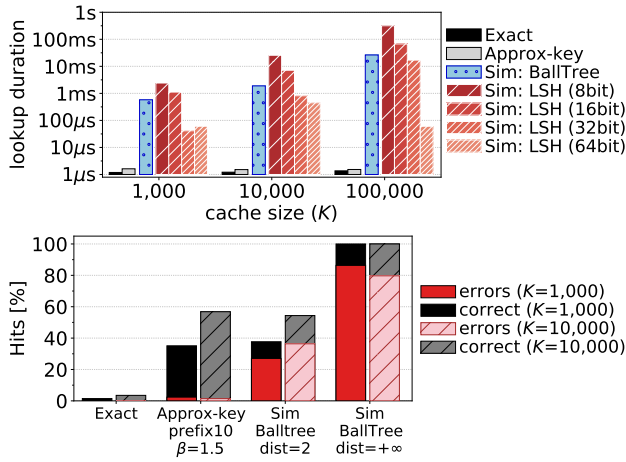 lookup duration
1s
100ms
10ms
1ms
100µs
10µs
1µs
1,000
10,000
100,000
cache size (K)
Exact
Approx-key
Sim: BallTree
Sim: LSH (8bit)
Sim: LSH (16bit)
Sim: LSH (32bit)
Sim: LSH (64bit)
Hits [%]
100
80
60
40
20
0
Exact
Approx-key
prefix10
β=1.5
Sim
Balltree
dist=2
Sim
BallTree
dist=+∞
errors (K=1,000)
correct (K=1,000)
errors (K=10,000)
correct (K=10,000)